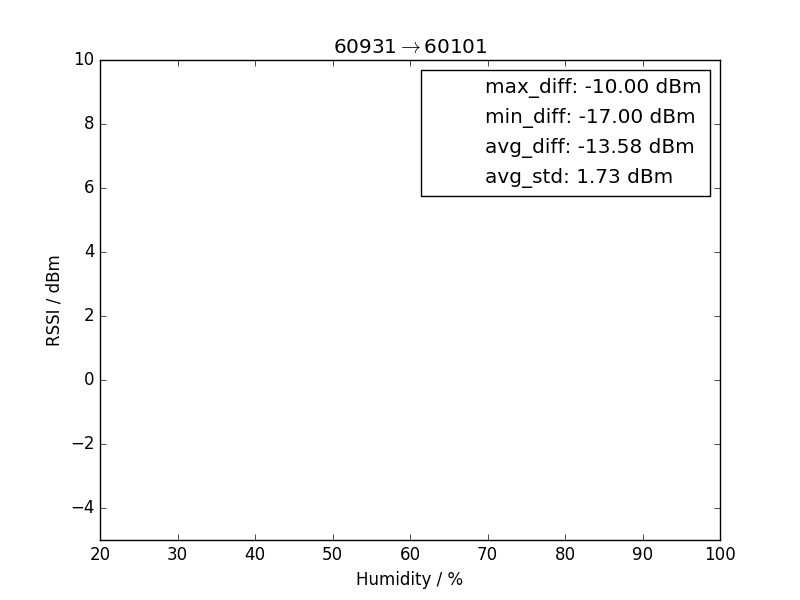 60931→60101
max_diff: -10.00 dBm
min_diff: -17.00 dBm
avg_diff: -13.58 dBm
avg_std: 1.73 dBm
10
8
6
4
2
0
−2
−4
RSSI / dBm
20 30 40 50 60 70 80 90 100
Humidity / %